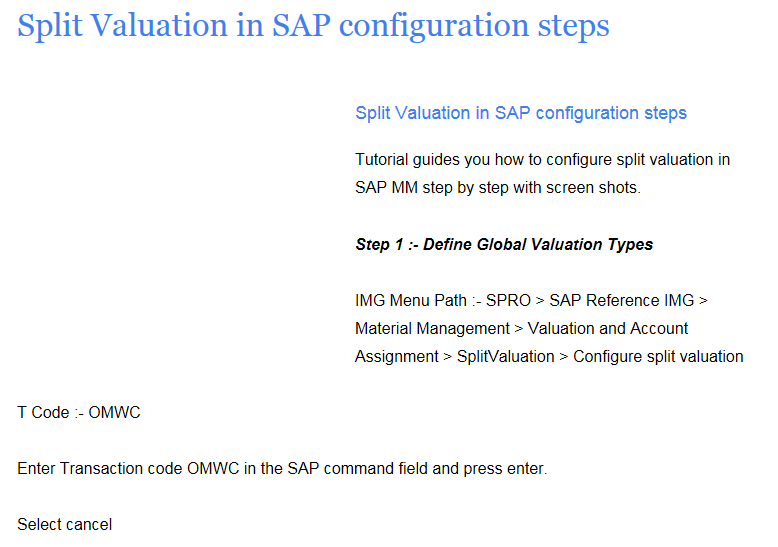 Split Valuation in SAP configuration steps
Split Valuation in SAP configuration steps
Tutorial guides you how to configure split valuation in
SAP MM step by step with screen shots.
Step 1 :- Define Global Valuation Types
IMG Menu Path :- SPRO > SAP Reference IMG >
Material Management > Valuation and Account
Assignment > SplitValuation > Configure split valuation
T Code :- OMWC
Enter Transaction code OMWC in the SAP command field and press enter.
Select cancel